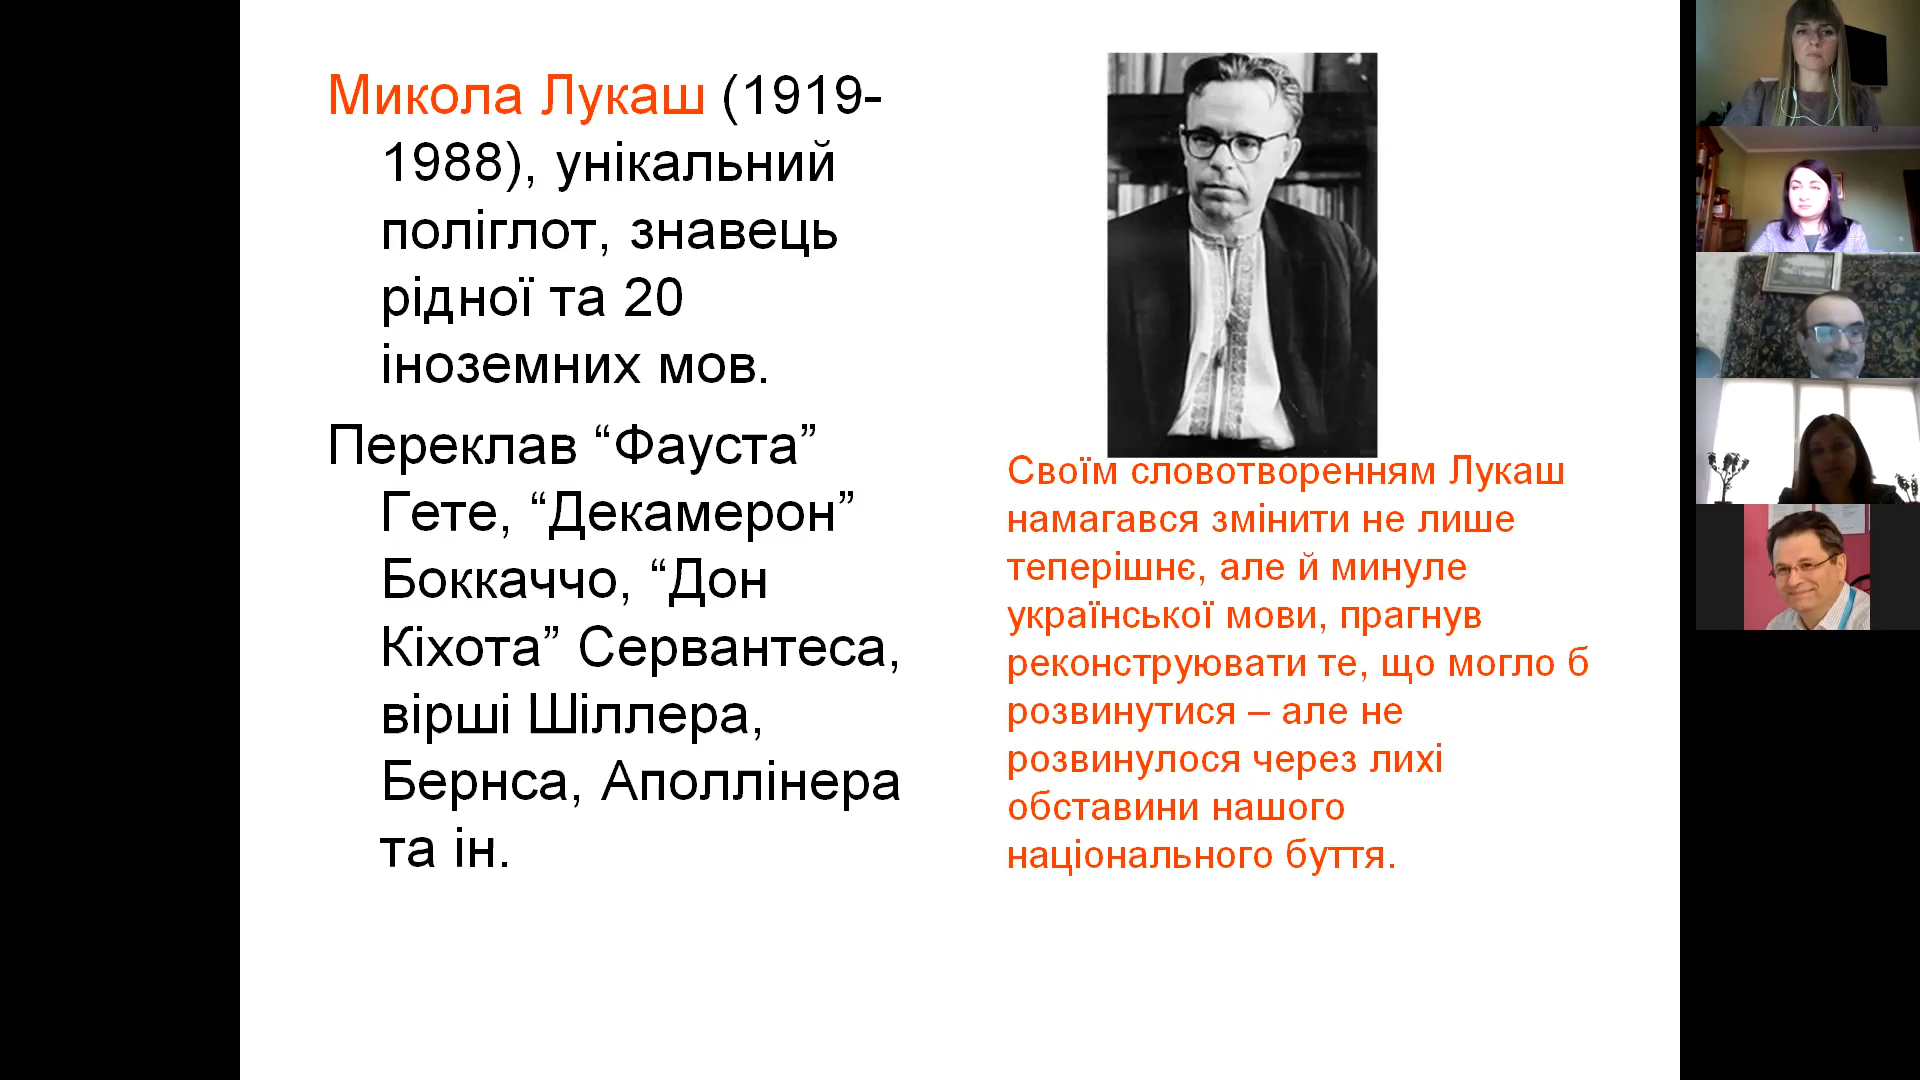 Микола Лукаш (1919-
1988), унікальний
поліглот, знавець
рідної та 20
іноземних мов.
Переклав “Фауста”
Гете, “Декамерон”
Боккаччо, “Дон
Кіхота” Сервантеса,
вірші Шіллера,
Бернса, Аполлінера
та ін.
Своїм словотворенням Лукаш
намагався змінити не лише
теперішнє, але й минуле
української мови, прагнув
реконструювати те, що могло б
розвинутися – але не
розвинулося через лихі
обставини нашого
національного буття.